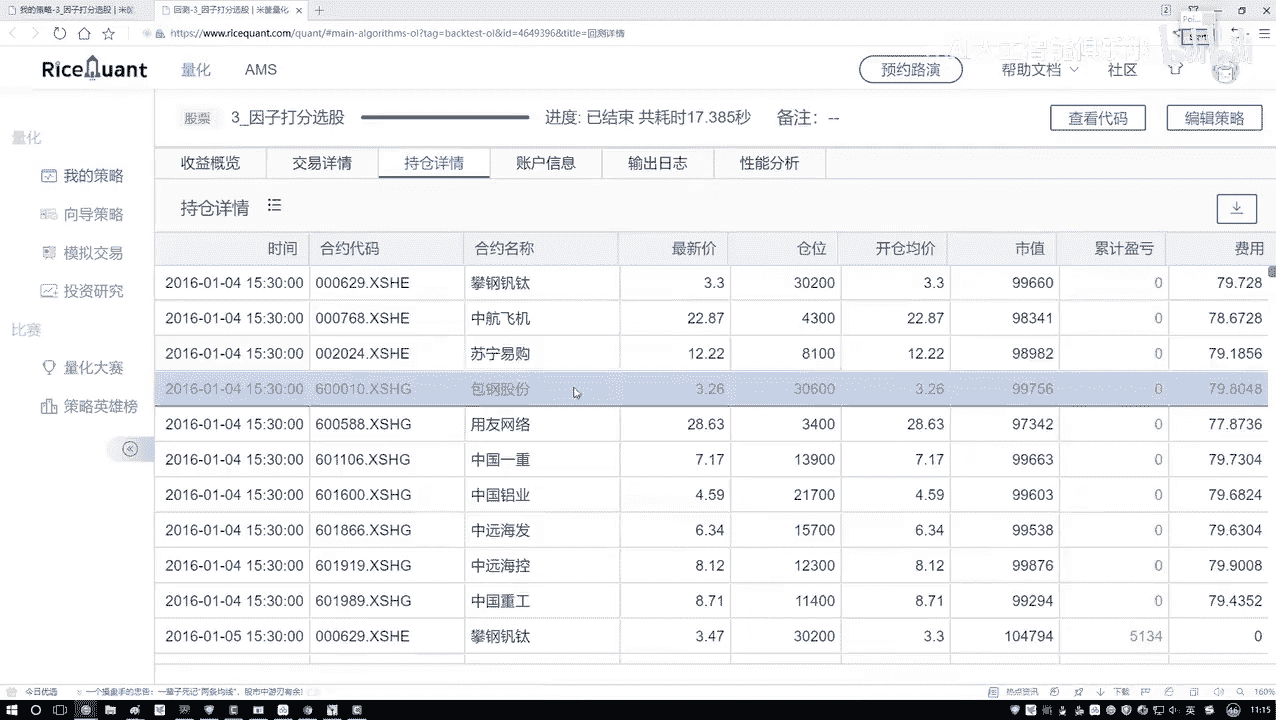 我的策略-3_因子打分选股 | 米筐
回测-3_因子打分选股 | 米筐量化
https://www.ricequant.com/quant/#main-algorithms-ol?tag=backtest-ol&id=4649396&title=回测详情
RiceQuant 量化 AMS 预约路演 帮助文档 社区
股票 3_因子打分选股 进度: 已结束 共耗时17.385秒 备注: -- 查看代码 编辑策略
量化
我的策略
向导策略
模拟交易
投资研究
比赛
量化大赛
策略英雄榜
收益概览 交易详情 持仓详情 账户信息 输出日志 性能分析
持仓详情
时间 合约代码 合约名称 最新价 仓位 开仓均价 市值 累计盈亏 费用
2016-01-04 15:30:00 000629.XSHE 攀钢钒钛 3.3 30200 3.3 99660 0 79.728
2016-01-04 15:30:00 000768.XSHE 中航飞机 22.87 4300 22.87 98341 0 78.6728
2016-01-04 15:30:00 002024.XSHE 苏宁易购 12.22 8100 12.22 98982 0 79.1856
2016-01-04 15:30:00 600010.XSHG 包钢股份 3.26 30600 3.26 99756 0 79.8048
2016-01-04 15:30:00 600588.XSHG 用友网络 28.63 3400 28.63 97342 0 77.8736
2016-01-04 15:30:00 601106.XSHG 中国一重 7.17 13900 7.17 99663 0 79.7304
2016-01-04 15:30:00 601600.XSHG 中国铝业 4.59 21700 4.59 99603 0 79.6824
2016-01-04 15:30:00 601866.XSHG 中远海发 6.34 15700 6.34 99538 0 79.6304
2016-01-04 15:30:00 601919.XSHG 中远海控 8.12 12300 8.12 99876 0 79.9008
2016-01-04 15:30:00 601989.XSHG 中国重工 8.71 11400 8.71 99294 0 79.4352
2016-01-05 15:30:00 000629.XSHE 攀钢钒钛 3.47 30200 3.3 104794 5134 0
今日优选 一个操盘手的忠告：一辈子死记"两条均线"，股市中游刃有余! 热点资讯 下载 160%
英 11:15